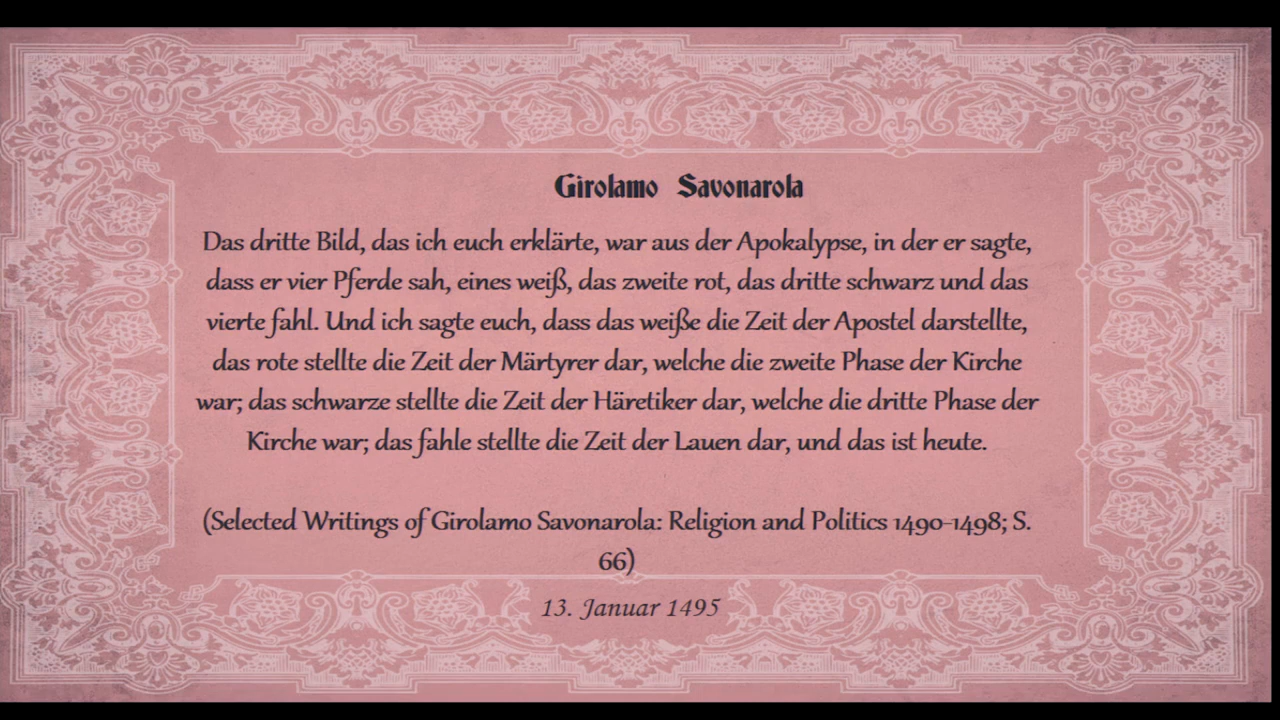 Girolamo Savonarola
Das dritte Bild, das ich euch erklärte, war aus der Apokalypse, in der er sagte,
dass er vier Pferde sah, eines weiß, das zweite rot, das dritte schwarz und das
vierte fahl. Und ich sagte euch, dass das weiße die Zeit der Apostel darstellte,
das rote stellte die Zeit der Märtyrer dar, welche die zweite Phase der Kirche
war; das schwarze stellte die Zeit der Häretiker dar, welche die dritte Phase der
Kirche war; das fahle stellte die Zeit der Lauen dar, und das ist heute.
(Selected Writings of Girolamo Savonarola: Religion and Politics 1490-1498; S.
66)
13. Januar 1495